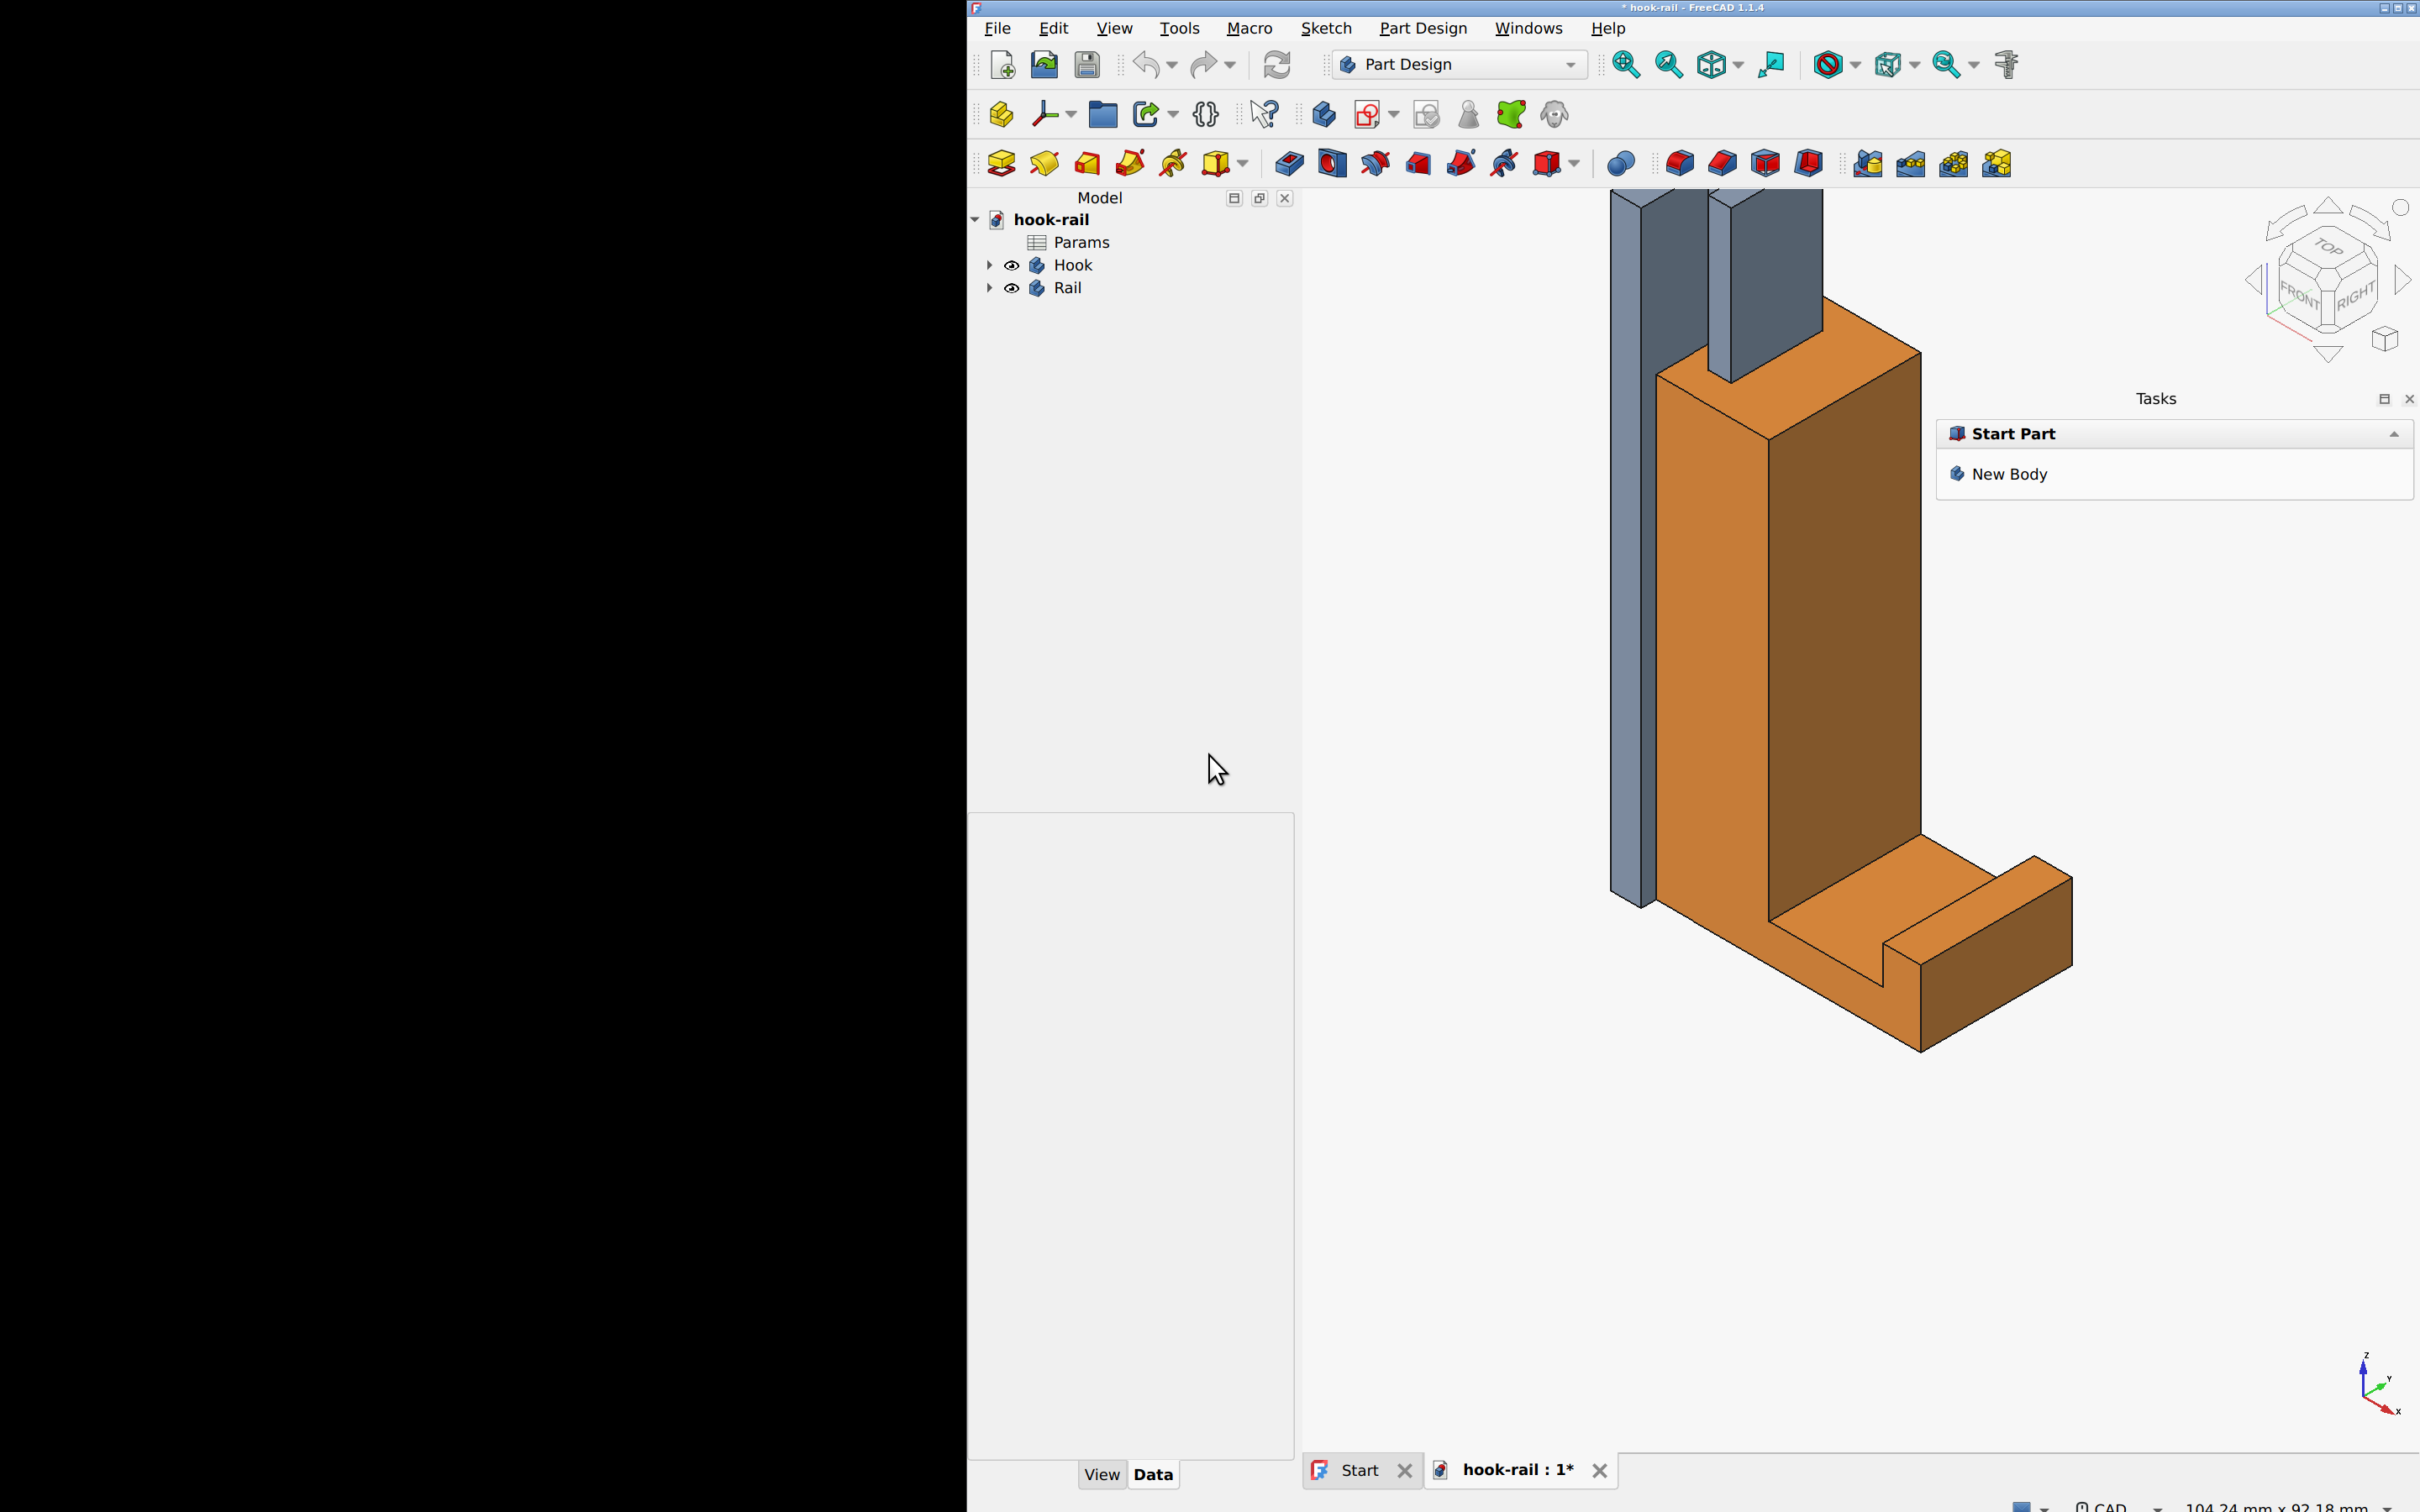 * hook-rail - FreeCAD 1.1.4
File Edit View Tools Macro Sketch Part Design Windows Help
Part Design
Model
hook-rail
Params
Hook
Rail
TOP
FRONT
RIGHT
Tasks
Start Part
New Body
Z
Y
X
View Data
Start
hook-rail : 1*
CAD
104.24 mm x 92.18 mm